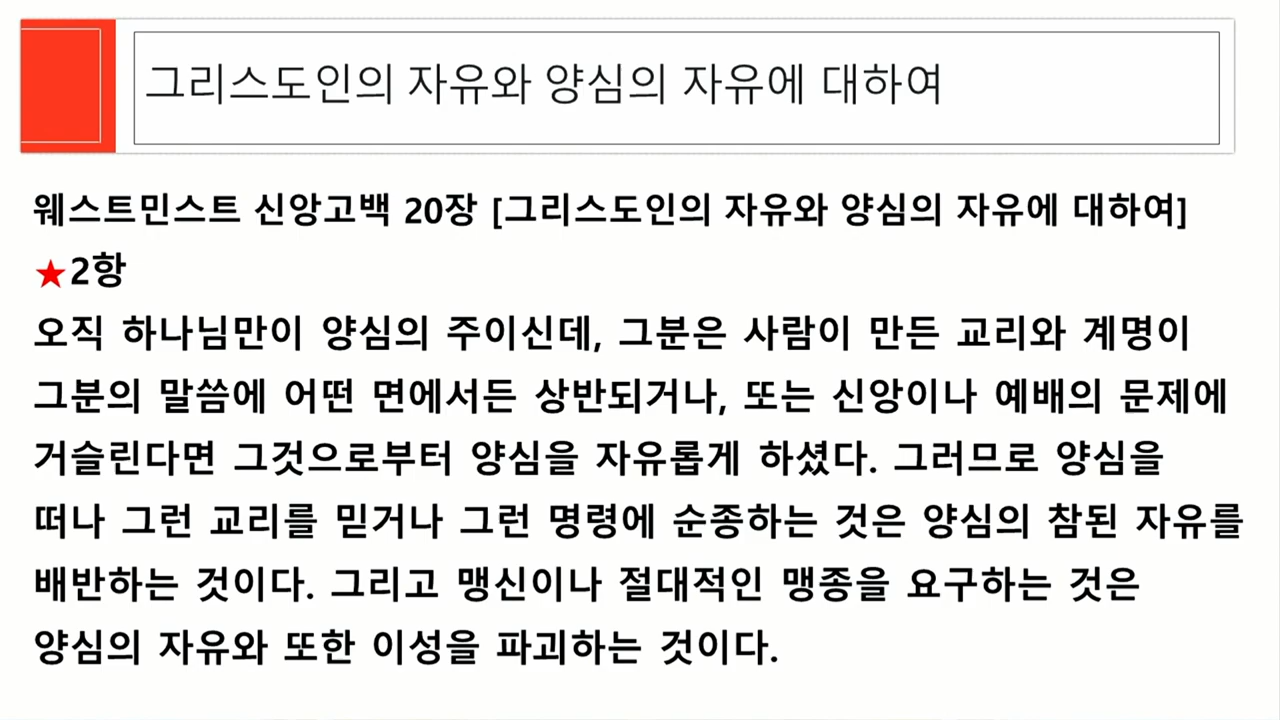 그리스도인의 자유와 양심의 자유에 대하여
웨스트민스트 신앙고백 20장 [그리스도인의 자유와 양심의 자유에 대하여]
★2항
오직 하나님만이 양심의 주이신데, 그분은 사람이 만든 교리와 계명이
그분의 말씀에 어떤 면에서든 상반되거나, 또는 신앙이나 예배의 문제에
거슬린다면 그것으로부터 양심을 자유롭게 하셨다. 그러므로 양심을
떠나 그런 교리를 믿거나 그런 명령에 순종하는 것은 양심의 참된 자유를
배반하는 것이다. 그리고 맹신이나 절대적인 맹종을 요구하는 것은
양심의 자유와 또한 이성을 파괴하는 것이다.